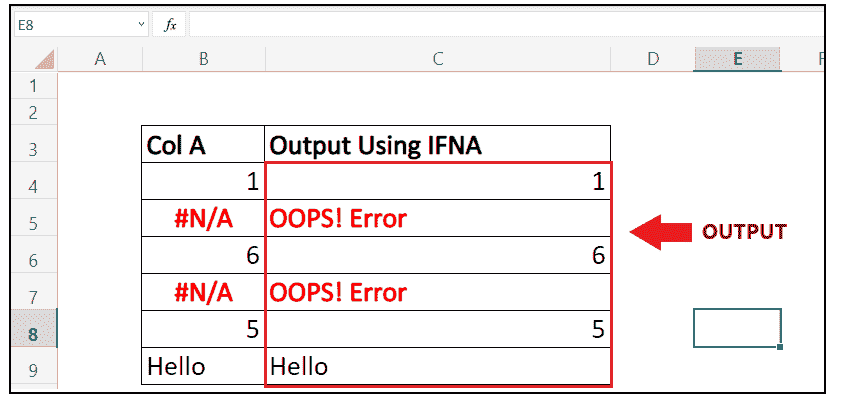 E8 fx
A B C D E
1
2
3 Col A Output Using IFNA
4 1 1
5 #N/A OOPS! Error
OUTPUT
6 6 6
7 #N/A OOPS! Error
8 5 5
9 Hello Hello